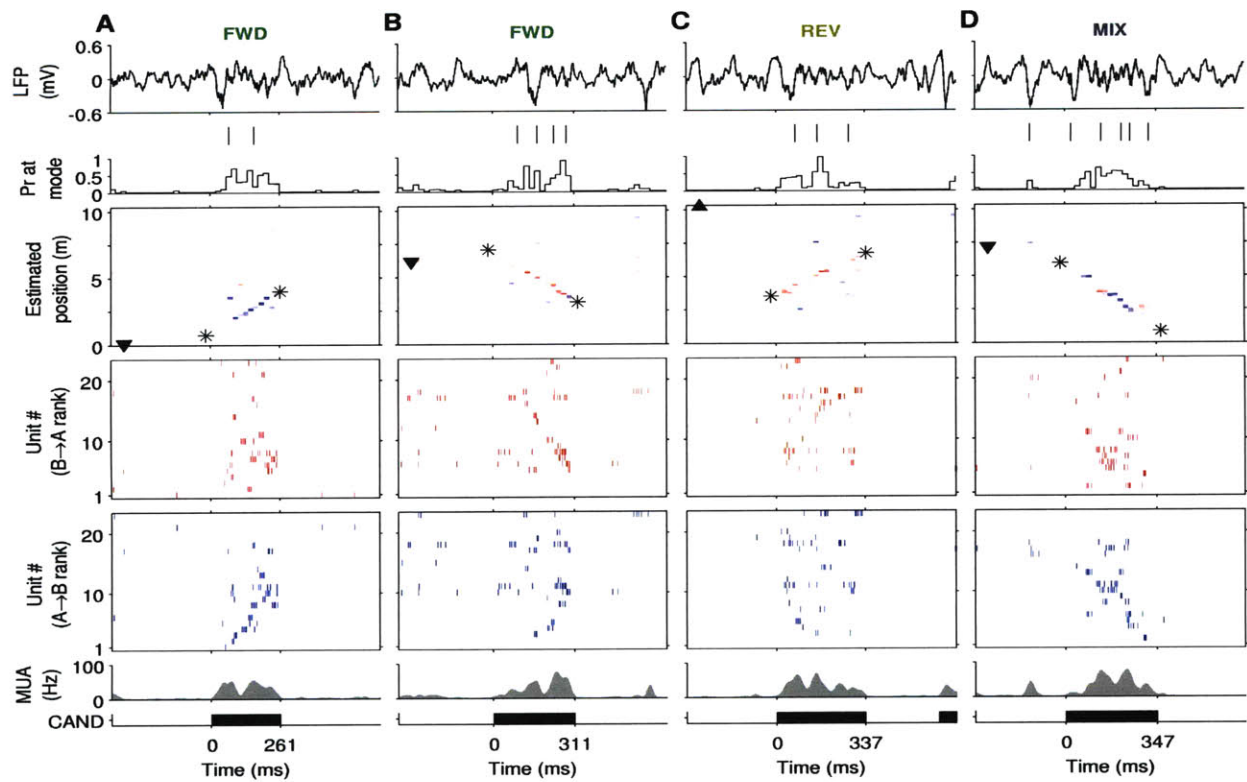 A B C D
FWD FWD REV MIX
LFP
(mV)
0.6
0
-0.6
Pr at
mode
1
0.5
0
Estimated
position (m)
10
5
0
Unit #
(B→A rank)
20
10
1
Unit #
(A→B rank)
20
10
1
MUA
(Hz)
100
0
CAND
0 261 0 311 0 337 0 347
Time (ms) Time (ms) Time (ms) Time (ms)